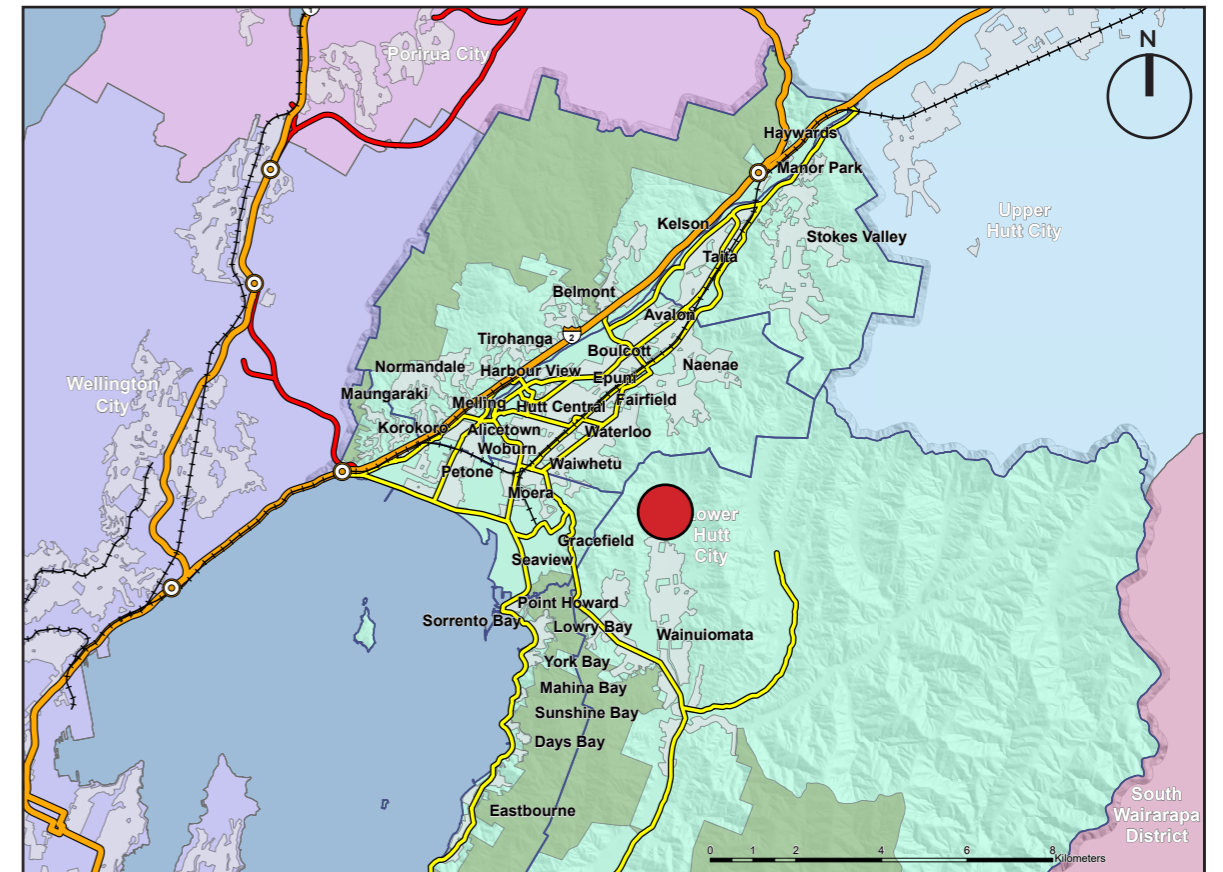 1
Porirua City
N
Haywards
Manor Park
Upper
Hutt City
Kelson
Stokes Valley
Taita
Belmont
Avalon
2
Tirohanga
Boulcott
Normandale
Harbour View
Naenae
Epuni
Wellington
City
Maungaraki
Melling
Hutt Central
Fairfield
Korokoro
Alicetown
Waterloo
Woburn
Waiwhetu
Petone
Moera
Lower
Hutt
City
Gracefield
Seaview
Point Howard
Sorrento Bay
Lowry Bay
Wainuiomata
York Bay
Mahina Bay
Sunshine Bay
Days Bay
Eastbourne
South
Wairarapa
District
0 1 2 4 6 8
Kilometers